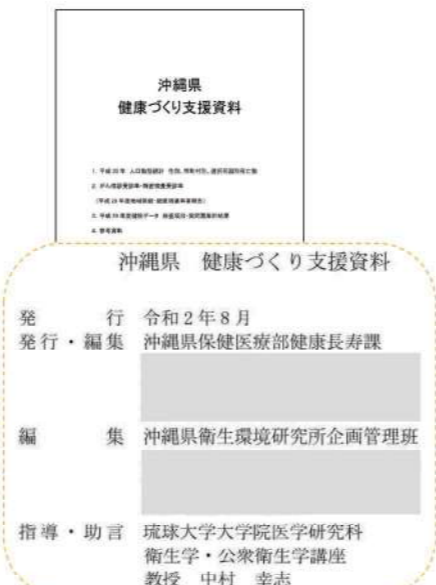 沖縄県
健康づくり支援資料
4. 参考資料
沖縄県 健康づくり支援資料
発 行 令和2年8月
発行・編集 沖縄県保健医療部健康長寿課
編 集 沖縄県衛生環境研究所企画管理班
指導・助言 琉球大学大学院医学研究科
衛生学・公衆衛生学講座
教授 中村 幸志